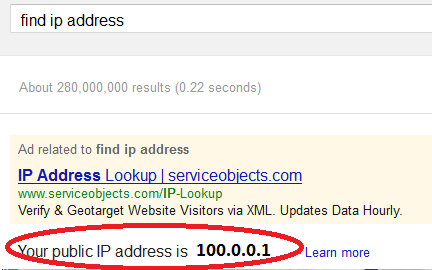 find ip address
About 280,000,000 results (0.22 seconds)
Ad related to find ip address
IP Address Lookup | serviceobjects.com
www.serviceobjects.com/IP-Lookup
Verify & Geotarget Website Visitors via XML. Updates Data Hourly.
Your public IP address is 100.0.0.1 Learn more